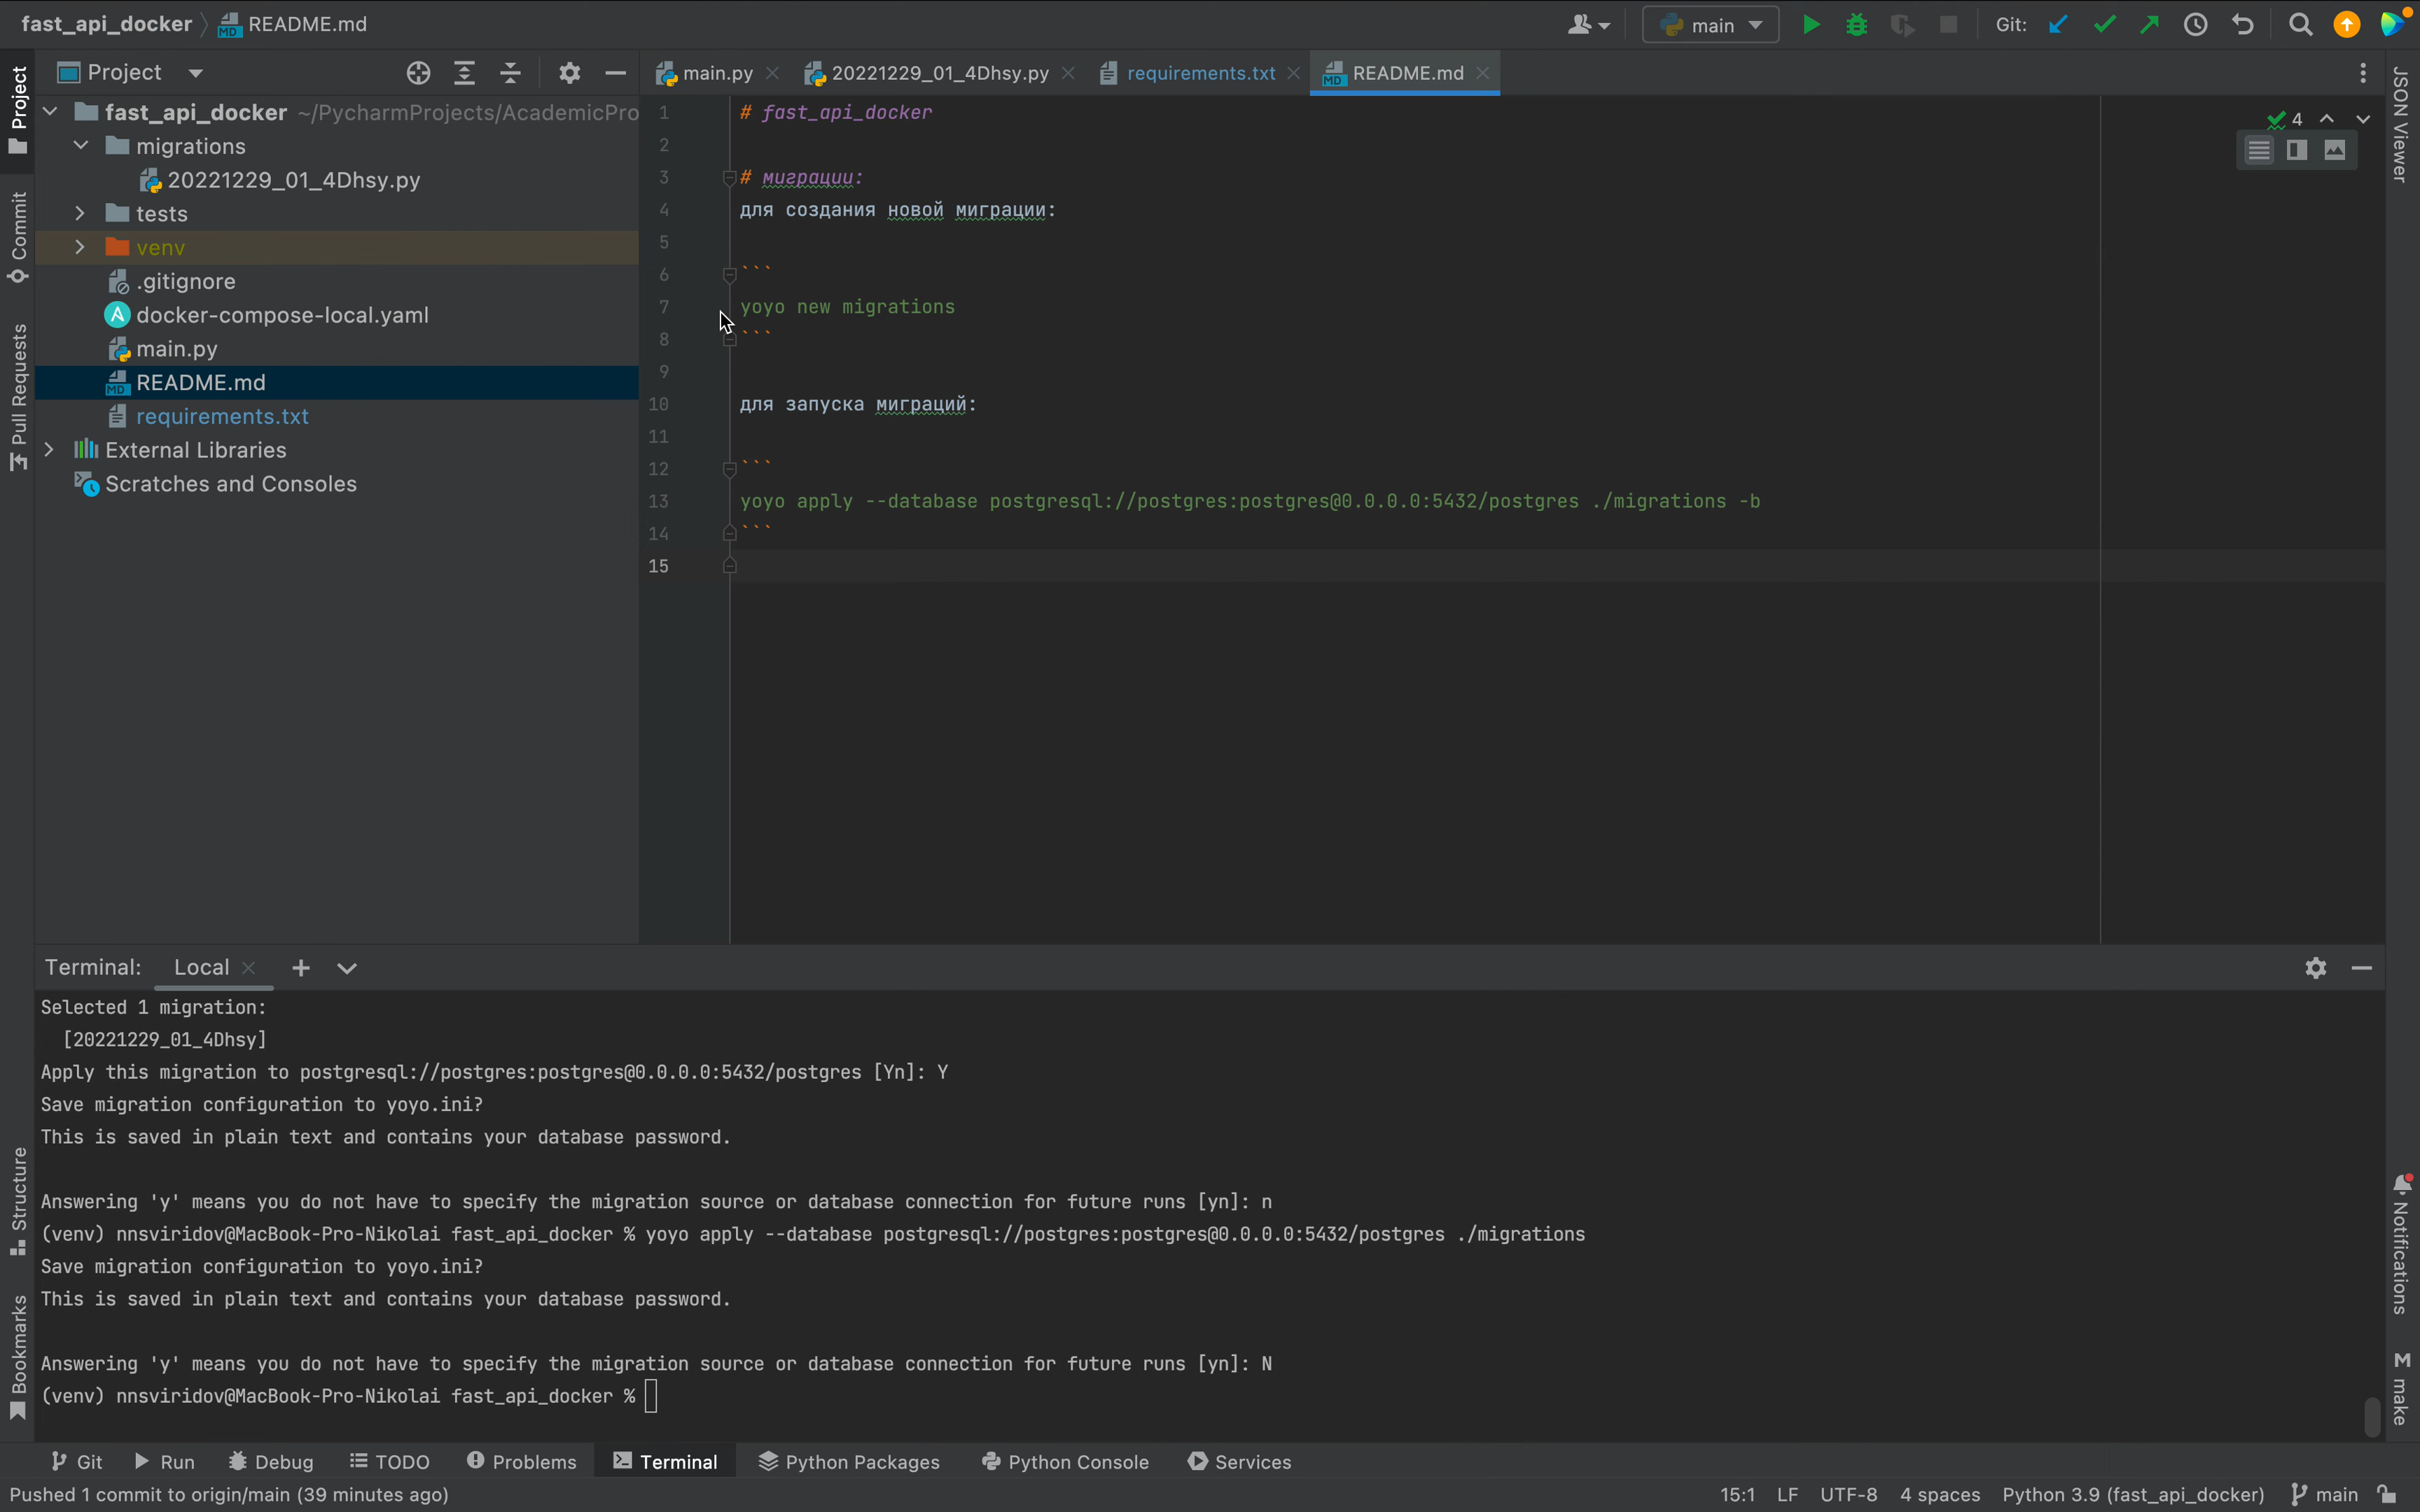 fast_api_docker README.md
main Git:
Project
main.py 20221229_01_4Dhsy.py requirements.txt README.md
fast_api_docker ~/PycharmProjects/AcademicPro
migrations
20221229_01_4Dhsy.py
tests
venv
.gitignore
docker-compose-local.yaml
main.py
README.md
requirements.txt
External Libraries
Scratches and Consoles
Project
Commit
Pull Requests
Structure
Bookmarks
1 # fast_api_docker
2
3 # миграции:
4 для создания новой миграции:
5
6 ```
7 yoyo new migrations
8 ```
9
10 для запуска миграций:
11
12 ```
13 yoyo apply --database postgresql://postgres:postgres@0.0.0.0:5432/postgres ./migrations -b
14 ```
15
4
JSON Viewer
Notifications
make
Terminal: Local
Selected 1 migration:
[20221229_01_4Dhsy]
Apply this migration to postgresql://postgres:postgres@0.0.0.0:5432/postgres [Yn]: Y
Save migration configuration to yoyo.ini?
This is saved in plain text and contains your database password.
Answering 'y' means you do not have to specify the migration source or database connection for future runs [yn]: n
(venv) nnsviridov@MacBook-Pro-Nikolai fast_api_docker % yoyo apply --database postgresql://postgres:postgres@0.0.0.0:5432/postgres ./migrations
Save migration configuration to yoyo.ini?
This is saved in plain text and contains your database password.
Answering 'y' means you do not have to specify the migration source or database connection for future runs [yn]: N
(venv) nnsviridov@MacBook-Pro-Nikolai fast_api_docker %
Git Run Debug TODO Problems Terminal Python Packages Python Console Services
Pushed 1 commit to origin/main (39 minutes ago) 15:1 LF UTF-8 4 spaces Python 3.9 (fast_api_docker) main